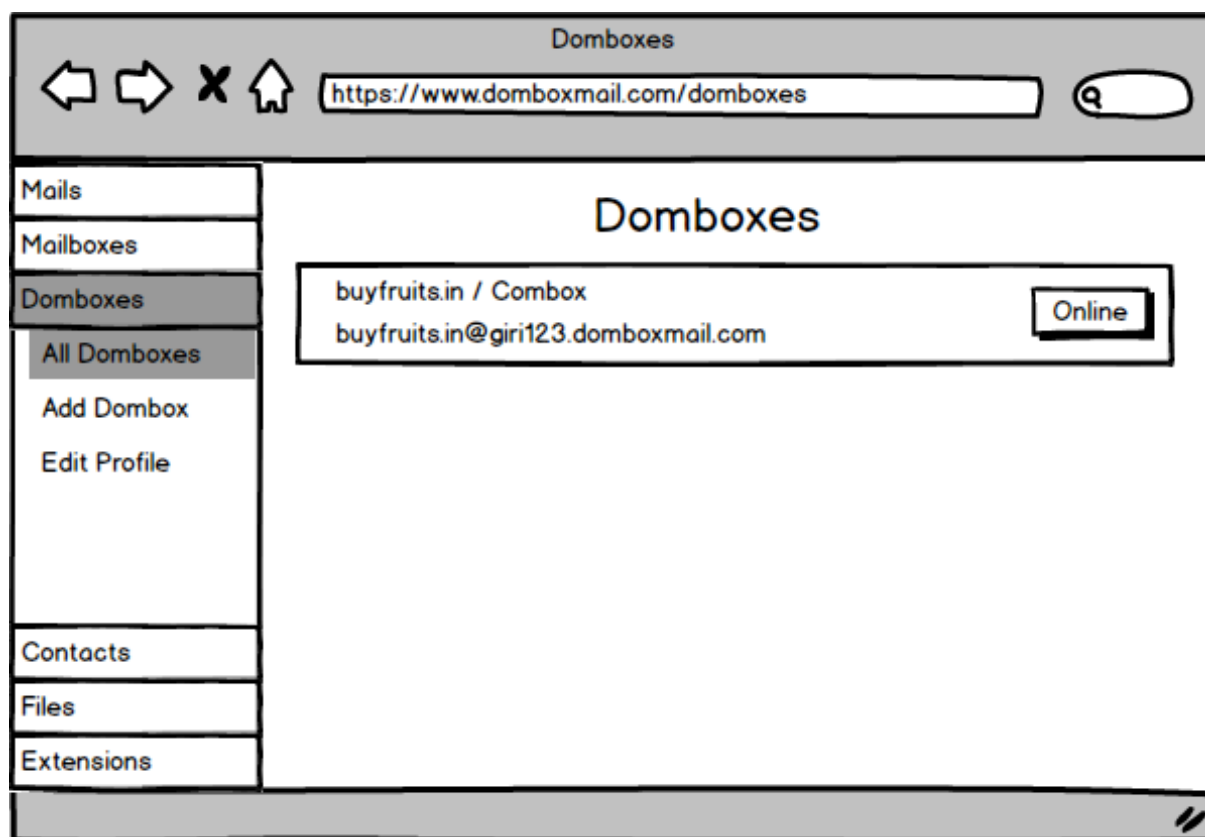 Domboxes
https://www.domboxmail.com/domboxes
Mails
Mailboxes
Domboxes
All Domboxes
Add Dombox
Edit Profile
Contacts
Files
Extensions
Domboxes
buyfruits.in / Combox
buyfruits.in@giri123.domboxmail.com
Online